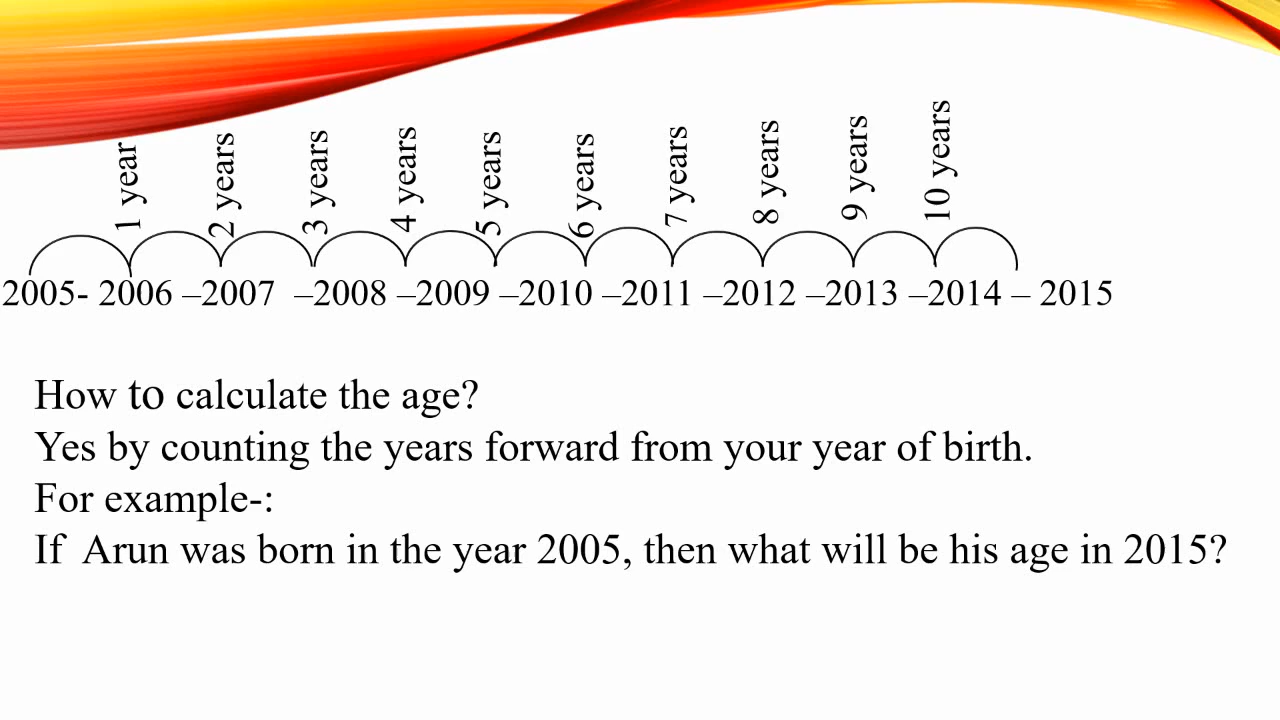 1 year 2 years 3 years 4 years 5 years 6 years 7 years 8 years 9 years 10 years
2005- 2006 –2007 –2008 –2009 –2010 –2011 –2012 –2013 –2014 – 2015
How to calculate the age?
Yes by counting the years forward from your year of birth.
For example-:
If Arun was born in the year 2005, then what will be his age in 2015?